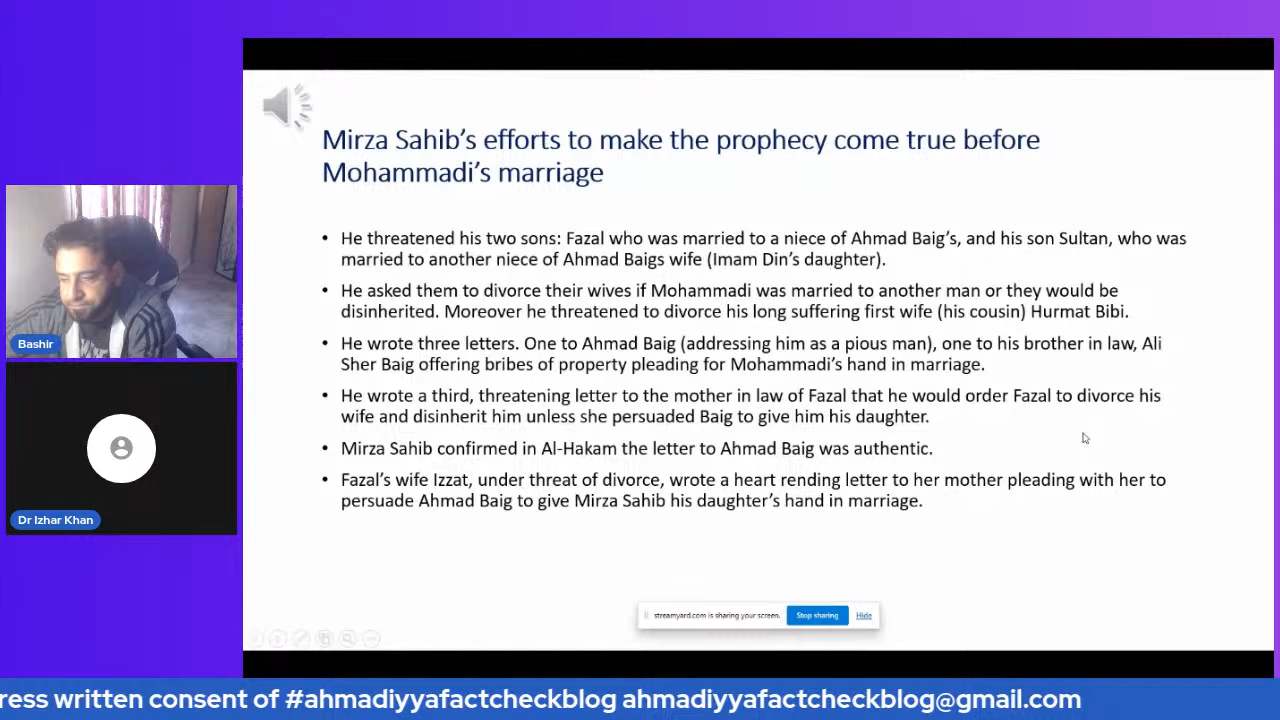 Mirza Sahib's efforts to make the prophecy come true before
Mohammadi's marriage
• He threatened his two sons: Fazal who was married to a niece of Ahmad Baig's, and his son Sultan, who was
married to another niece of Ahmad Baigs wife (Imam Din's daughter).
• He asked them to divorce their wives if Mohammadi was married to another man or they would be
disinherited. Moreover he threatened to divorce his long suffering first wife (his cousin) Hurmat Bibi.
• He wrote three letters. One to Ahmad Baig (addressing him as a pious man), one to his brother in law, Ali
Sher Baig offering bribes of property pleading for Mohammadi's hand in marriage.
• He wrote a third, threatening letter to the mother in law of Fazal that he would order Fazal to divorce his
wife and disinherit him unless she persuaded Baig to give him his daughter.
• Mirza Sahib confirmed in Al-Hakam the letter to Ahmad Baig was authentic.
• Fazal's wife Izzat, under threat of divorce, wrote a heart rending letter to her mother pleading with her to
persuade Ahmad Baig to give Mirza Sahib his daughter's hand in marriage.
Bashir
Dr Izhar Khan
streamyard.com is sharing your screen.
Stop sharing
Hide
ress written consent of #ahmadiyyafactcheckblog ahmadiyyafactcheckblog@gmail.com